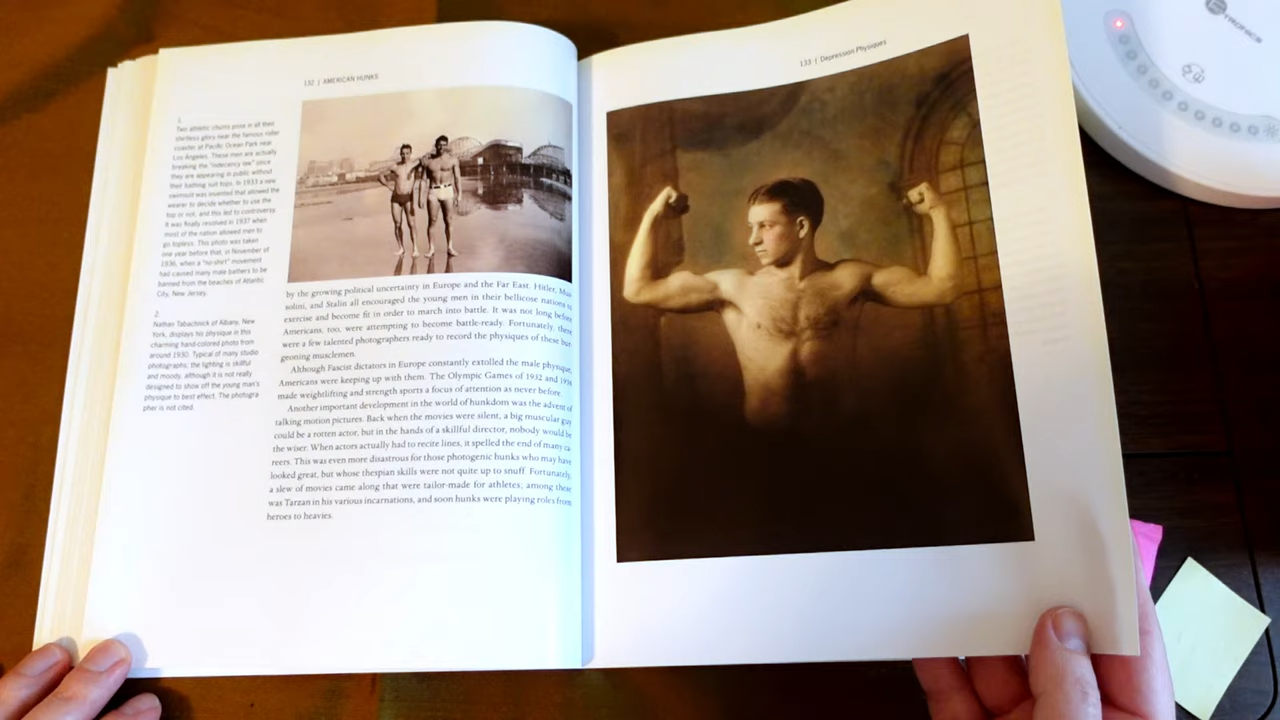 132 | AMERICAN HUNKS
1.
Two athletic chums pose in all their
shirtless glory near the famous roller
coaster at Pacific Ocean Park near
Los Angeles. These men are actually
breaking the "indecency law" since
they are appearing in public without
their bathing suit tops. In 1933 a new
swimsuit was invented that allowed the
wearer to decide whether to use the
top or not, and this led to controversy.
It was finally resolved in 1937 when
most of the nation allowed men to
go topless. This photo was taken
one year before that, in November of
1936, when a "no-shirt" movement
had caused many male bathers to be
banned from the beaches of Atlantic
City, New Jersey.
2.
Nathan Tabachnick of Albany, New
York, displays his physique in this
charming hand-colored photo from
around 1930. Typical of many studio
photographs, the lighting is skillful
and moody, although it is not really
designed to show off the young man's
physique to best effect. The photogra-
pher is not cited.
by the growing political uncertainty in Europe and the Far East. Hitler, Mus-
solini, and Stalin all encouraged the young men in their bellicose nations to
exercise and become fit in order to march into battle. It was not long before
Americans, too, were attempting to become battle-ready. Fortunately, there
were a few talented photographers ready to record the physiques of these bur-
geoning musclemen.
Although Fascist dictators in Europe constantly extolled the male physique,
Americans were keeping up with them. The Olympic Games of 1932 and 1936
made weightlifting and strength sports a focus of attention as never before.
Another important development in the world of hunkdom was the advent of
talking motion pictures. Back when the movies were silent, a big muscular guy
could be a rotten actor, but in the hands of a skillful director, nobody would be
the wiser. When actors actually had to recite lines, it spelled the end of many ca-
reers. This was even more disastrous for those photogenic hunks who may have
looked great, but whose thespian skills were not quite up to snuff. Fortunately,
a slew of movies came along that were tailor-made for athletes; among these
was Tarzan in his various incarnations, and soon hunks were playing roles from
heroes to heavies.
133 | Depression Physiques